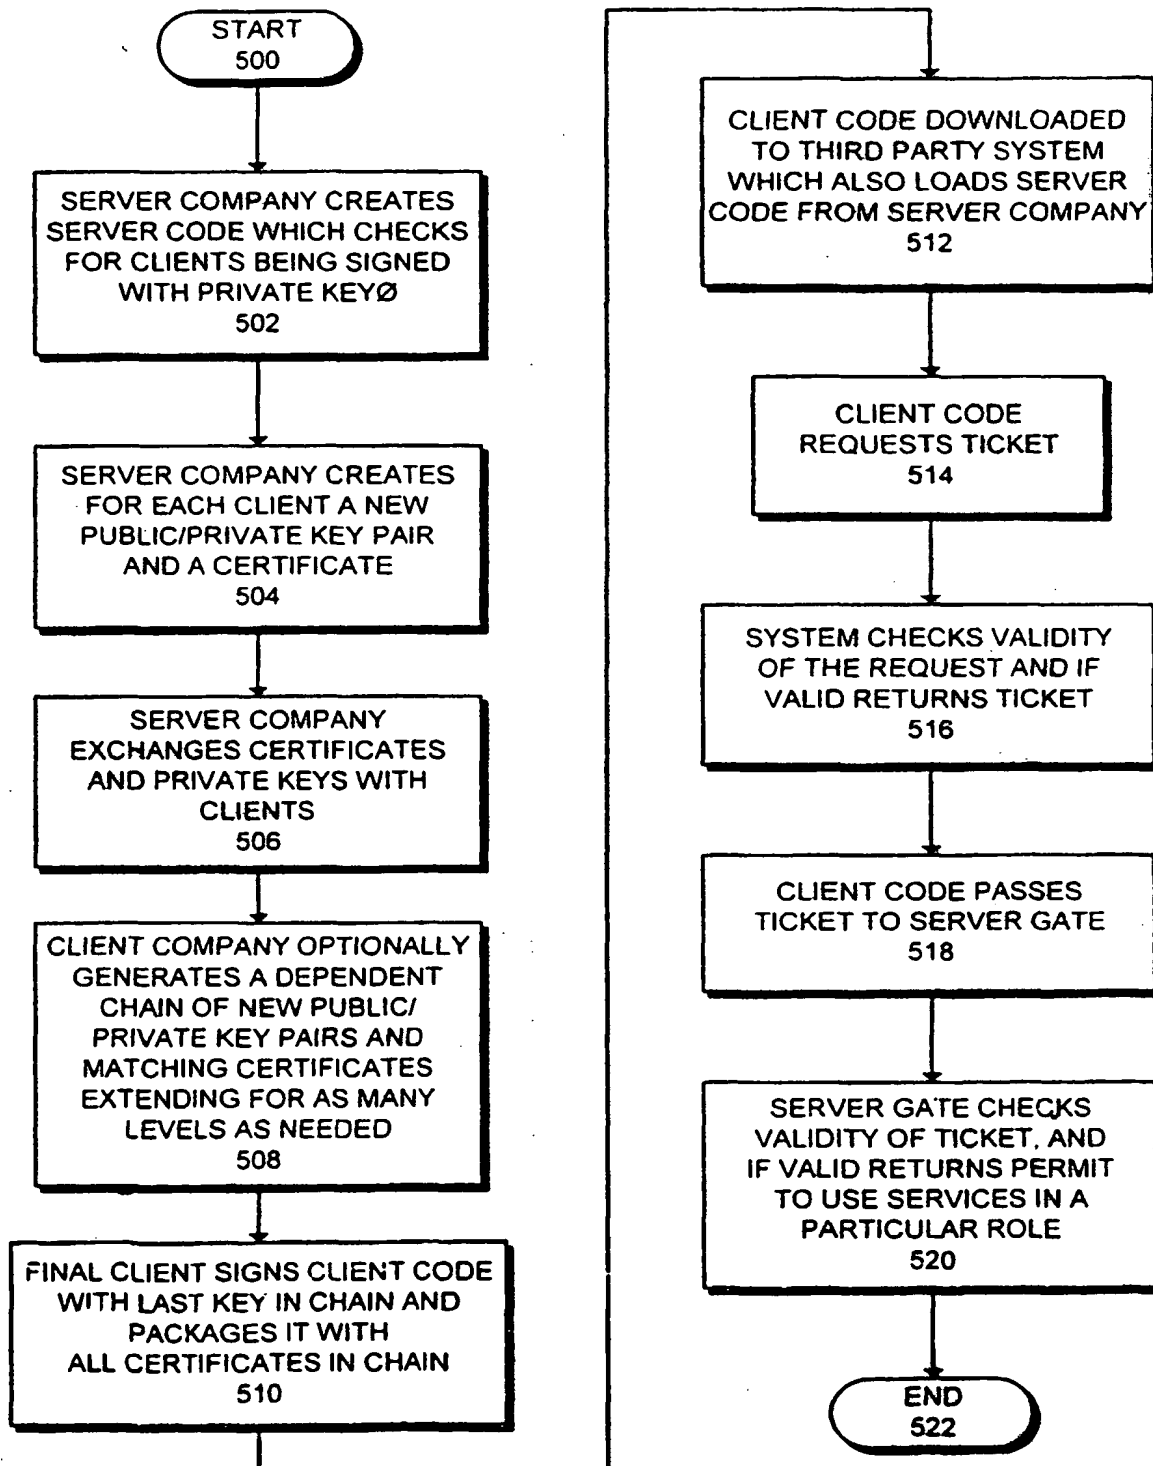 START
500
SERVER COMPANY CREATES
SERVER CODE WHICH CHECKS
FOR CLIENTS BEING SIGNED
WITH PRIVATE KEYØ
502
SERVER COMPANY CREATES
FOR EACH CLIENT A NEW
PUBLIC/PRIVATE KEY PAIR
AND A CERTIFICATE
504
SERVER COMPANY
EXCHANGES CERTIFICATES
AND PRIVATE KEYS WITH
CLIENTS
506
CLIENT COMPANY OPTIONALLY
GENERATES A DEPENDENT
CHAIN OF NEW PUBLIC/
PRIVATE KEY PAIRS AND
MATCHING CERTIFICATES
EXTENDING FOR AS MANY
LEVELS AS NEEDED
508
FINAL CLIENT SIGNS CLIENT CODE
WITH LAST KEY IN CHAIN AND
PACKAGES IT WITH
ALL CERTIFICATES IN CHAIN
510
CLIENT CODE DOWNLOADED
TO THIRD PARTY SYSTEM
WHICH ALSO LOADS SERVER
CODE FROM SERVER COMPANY
512
CLIENT CODE
REQUESTS TICKET
514
SYSTEM CHECKS VALIDITY
OF THE REQUEST AND IF
VALID RETURNS TICKET
516
CLIENT CODE PASSES
TICKET TO SERVER GATE
518
SERVER GATE CHECKS
VALIDITY OF TICKET, AND
IF VALID RETURNS PERMIT
TO USE SERVICES IN A
PARTICULAR ROLE
520
END
522